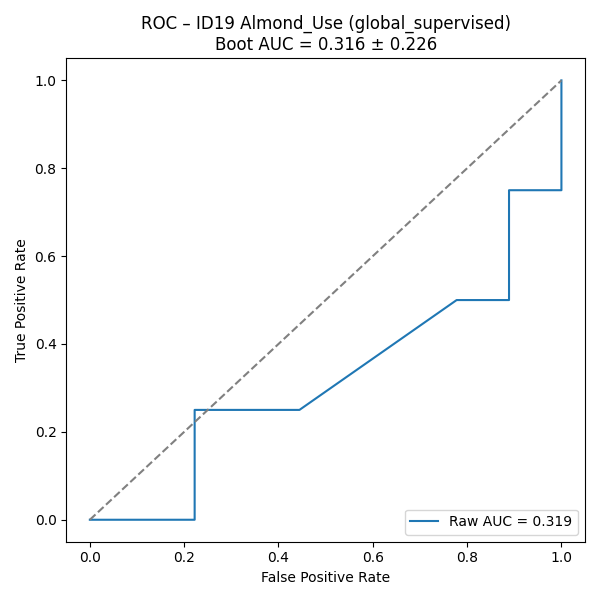 ROC – ID19 Almond_Use (global_supervised)
Boot AUC = 0.316 ± 0.226
True Positive Rate
1.0
0.8
0.6
0.4
0.2
0.0
Raw AUC = 0.319
0.0 0.2 0.4 0.6 0.8 1.0
False Positive Rate